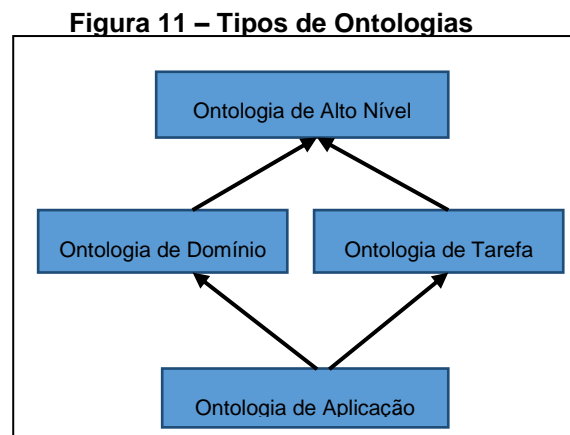 Figura 11 – Tipos de Ontologias
Ontologia de Alto Nível
Ontologia de Domínio
Ontologia de Tarefa
Ontologia de Aplicação